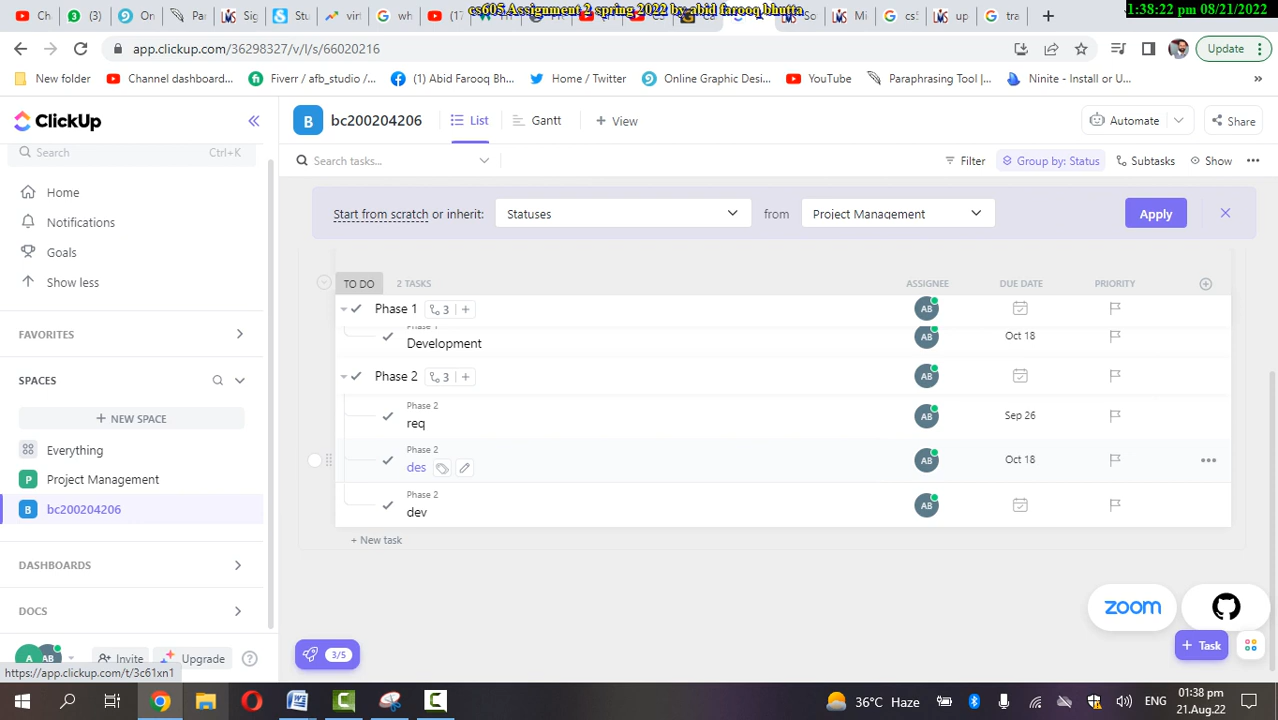 cs605 Assignment 2 spring 2022 by abid farooq bhutta
1:38:22 pm 08/21/2022
app.clickup.com/36298327/v/l/s/66020216
Update
New folder
Channel dashboard...
Fiverr / afb_studio /...
(1) Abid Farooq Bh...
Home / Twitter
Online Graphic Desi...
YouTube
Paraphrasing Tool |...
Ninite - Install or U...
»
ClickUp
B
bc200204206
List
Gantt
+ View
Automate
Share
Search
Ctrl+K
Search tasks...
Filter
Group by: Status
Subtasks
Show
Home
Notifications
Goals
Show less
Start from scratch or inherit:
Statuses
from
Project Management
Apply
TO DO
2 TASKS
ASSIGNEE
DUE DATE
PRIORITY
Phase 1
3
+
AB
Development
AB
Oct 18
Phase 2
3
+
AB
Phase 2
req
AB
Sep 26
Phase 2
des
AB
Oct 18
Phase 2
dev
AB
+ New task
FAVORITES
SPACES
+ NEW SPACE
Everything
P
Project Management
B
bc200204206
DASHBOARDS
DOCS
A
AB
Invite
Upgrade
3/5
zoom
+ Task
https://app.clickup.com/t/3c61xn1
36°C Haze
ENG
01:38 pm
21.Aug.22